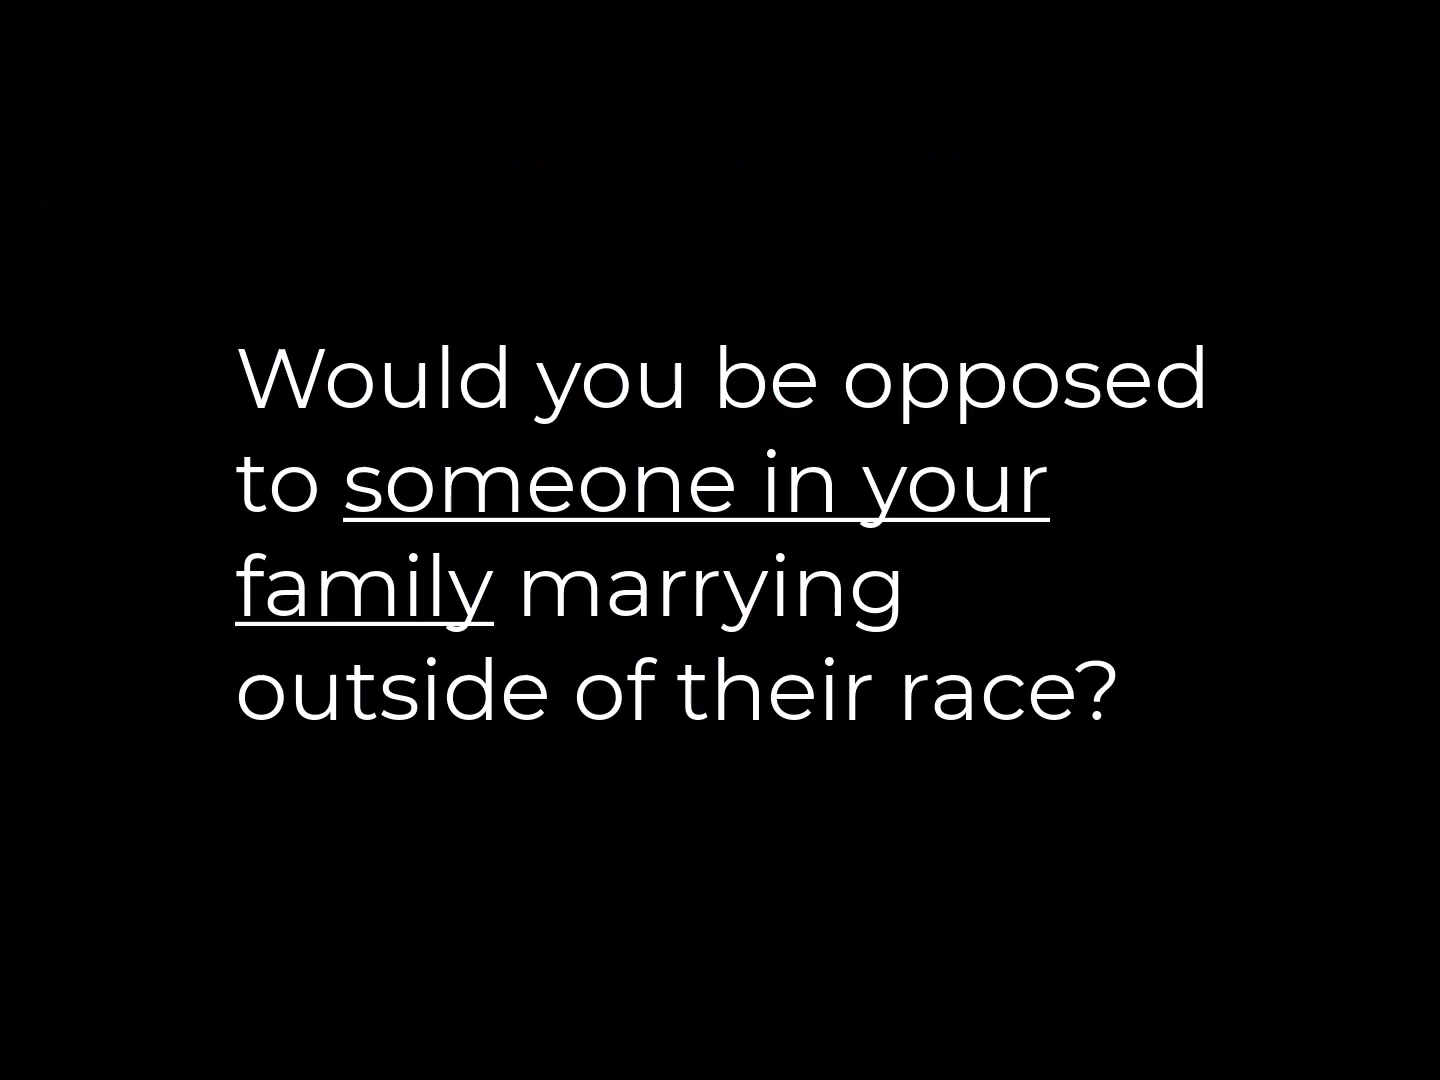 Would you be opposed
to someone in your
family marrying
outside of their race?